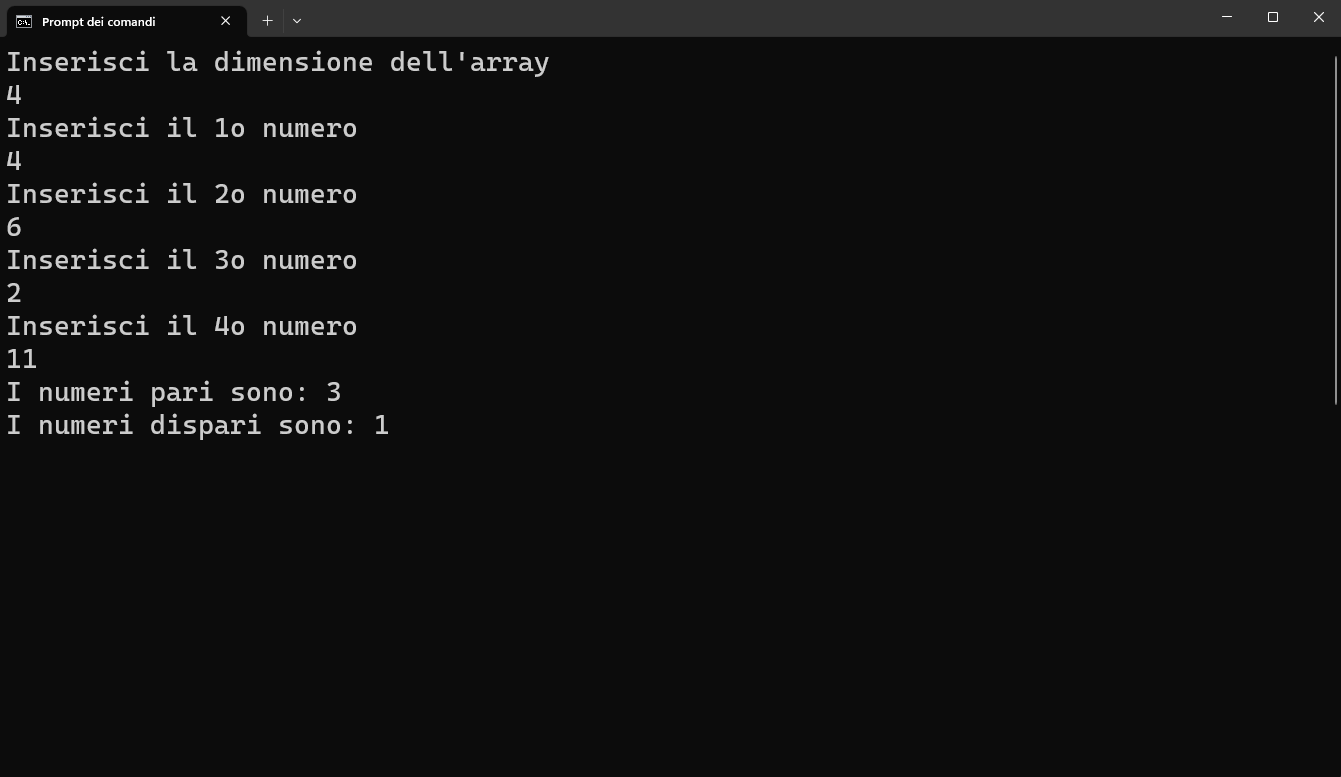 Prompt dei comandi
Inserisci la dimensione dell'array
4
Inserisci il 1o numero
4
Inserisci il 2o numero
6
Inserisci il 3o numero
2
Inserisci il 4o numero
11
I numeri pari sono: 3
I numeri dispari sono: 1